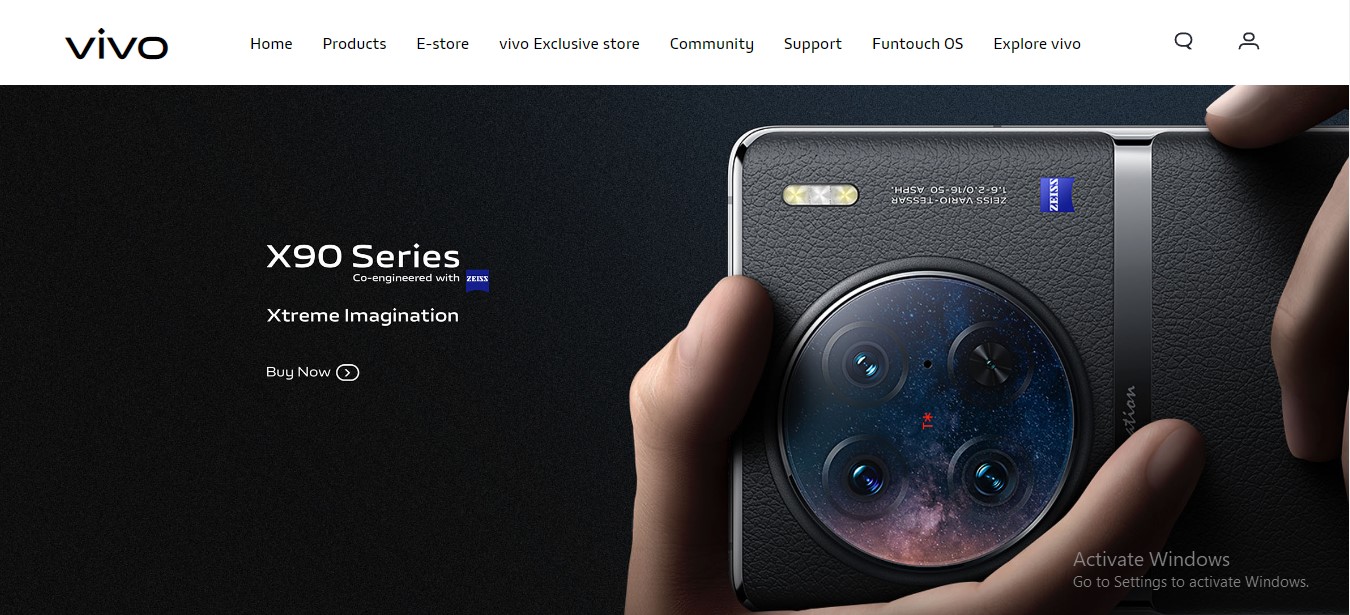 vivo
Home Products E-store vivo Exclusive store Community Support Funtouch OS Explore vivo
X90 Series
Co-engineered with ZEISS
Xtreme Imagination
Buy Now
ZEISS VARIO-TESSAR
1.6-2.0/16-50 ASPH.
ZEISS
T*
Activate Windows
Go to Settings to activate Windows.